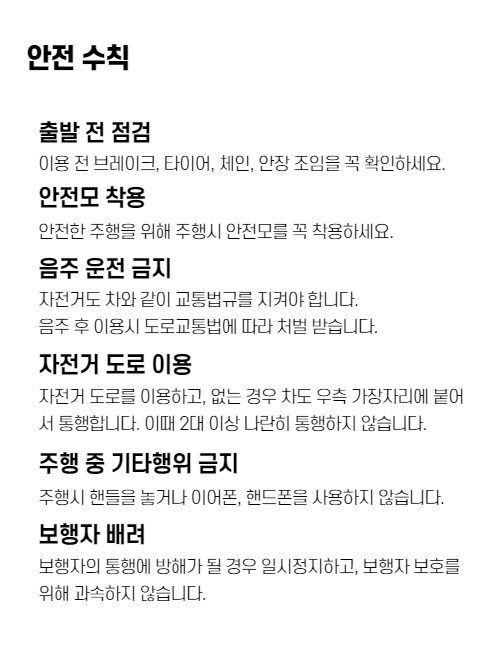 안전 수칙
출발 전 점검
이용 전 브레이크, 타이어, 체인, 안장 조임을 꼭 확인하세요.
안전모 착용
안전한 주행을 위해 주행시 안전모를 꼭 착용하세요.
음주 운전 금지
자전거도 차와 같이 교통법규를 지켜야 합니다.
음주 후 이용시 도로교통법에 따라 처벌 받습니다.
자전거 도로 이용
자전거 도로를 이용하고, 없는 경우 차도 우측 가장자리에 붙어
서 통행합니다. 이때 2대 이상 나란히 통행하지 않습니다.
주행 중 기타행위 금지
주행시 핸들을 놓거나 이어폰, 핸드폰을 사용하지 않습니다.
보행자 배려
보행자의 통행에 방해가 될 경우 일시정지하고, 보행자 보호를
위해 과속하지 않습니다.